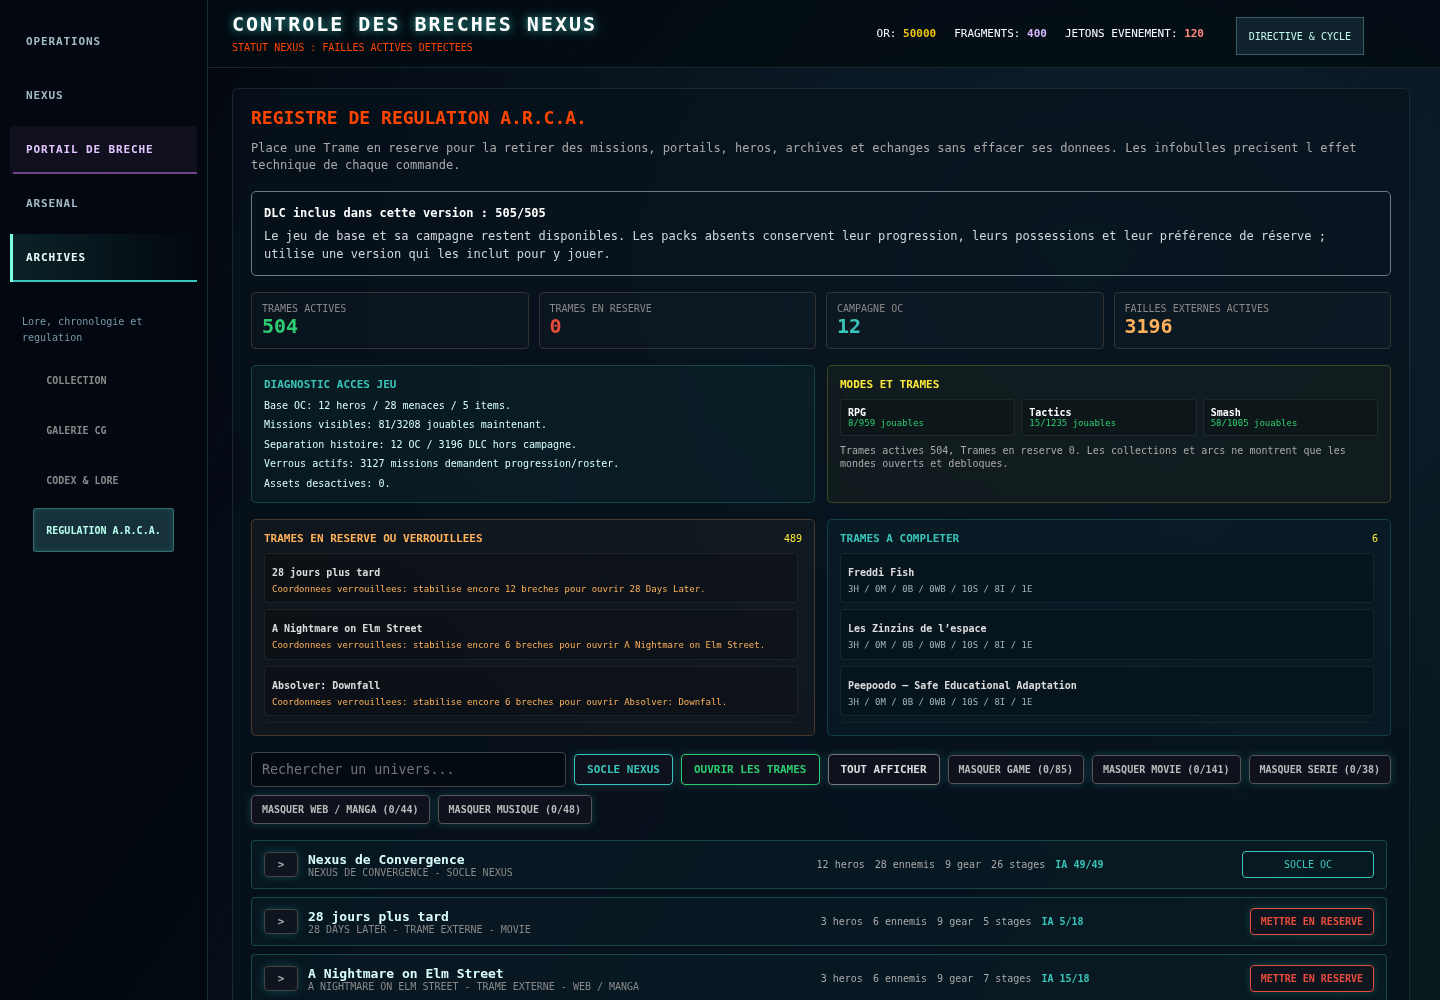 OPERATIONS
NEXUS
PORTAIL DE BRECHE
ARSENAL
ARCHIVES
Lore, chronologie et
regulation
COLLECTION
GALERIE CG
CODEX & LORE
REGULATION A.R.C.A.
CONTROLE DES BRECHES NEXUS
STATUT NEXUS : FAILLES ACTIVES DETECTEES
OR: 50000 FRAGMENTS: 400 JETONS EVENEMENT: 120
DIRECTIVE & CYCLE
REGISTRE DE REGULATION A.R.C.A.
Place une Trame en reserve pour la retirer des missions, portails, heros, archives et echanges sans effacer ses donnees. Les infobulles precisent l effet
technique de chaque commande.
DLC inclus dans cette version : 505/505
Le jeu de base et sa campagne restent disponibles. Les packs absents conservent leur progression, leurs possessions et leur préférence de réserve ;
utilise une version qui les inclut pour y jouer.
TRAMES ACTIVES
504
TRAMES EN RESERVE
0
CAMPAGNE OC
12
FAILLES EXTERNES ACTIVES
3196
DIAGNOSTIC ACCES JEU
Base OC: 12 heros / 28 menaces / 5 items.
Missions visibles: 81/3208 jouables maintenant.
Separation histoire: 12 OC / 3196 DLC hors campagne.
Verrous actifs: 3127 missions demandent progression/roster.
Assets desactives: 0.
MODES ET TRAMES
RPG
8/959 jouables
Tactics
15/1235 jouables
Smash
58/1005 jouables
Trames actives 504, Trames en reserve 0. Les collections et arcs ne montrent que les
mondes ouverts et debloques.
TRAMES EN RESERVE OU VERROUILLEES 489
28 jours plus tard
Coordonnees verrouillees: stabilise encore 12 breches pour ouvrir 28 Days Later.
A Nightmare on Elm Street
Coordonnees verrouillees: stabilise encore 6 breches pour ouvrir A Nightmare on Elm Street.
Absolver: Downfall
Coordonnees verrouillees: stabilise encore 6 breches pour ouvrir Absolver: Downfall.
TRAMES A COMPLETER 6
Freddi Fish
3H / 0M / 0B / 0WB / 10S / 8I / 1E
Les Zinzins de l’espace
3H / 0M / 0B / 0WB / 10S / 8I / 1E
Peepoodo — Safe Educational Adaptation
3H / 0M / 0B / 0WB / 10S / 8I / 1E
Rechercher un univers...
SOCLE NEXUS
OUVRIR LES TRAMES
TOUT AFFICHER
MASQUER GAME (0/85)
MASQUER MOVIE (0/141)
MASQUER SERIE (0/38)
MASQUER WEB / MANGA (0/44)
MASQUER MUSIQUE (0/48)
> Nexus de Convergence
NEXUS DE CONVERGENCE - SOCLE NEXUS
12 heros 28 ennemis 9 gear 26 stages IA 49/49
SOCLE OC
> 28 jours plus tard
28 DAYS LATER - TRAME EXTERNE - MOVIE
3 heros 6 ennemis 9 gear 5 stages IA 5/18
METTRE EN RESERVE
> A Nightmare on Elm Street
A NIGHTMARE ON ELM STREET - TRAME EXTERNE - WEB / MANGA
3 heros 6 ennemis 9 gear 7 stages IA 15/18
METTRE EN RESERVE